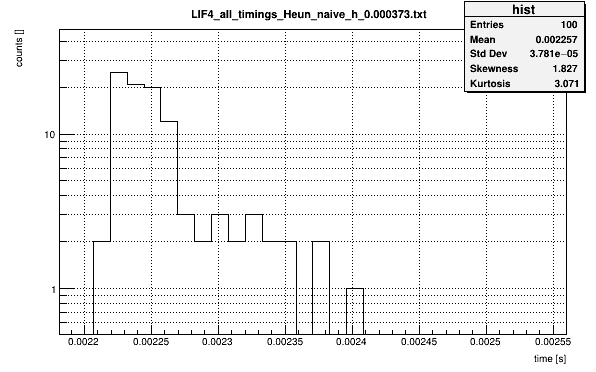 LIF4_all_timings_Heun_naive_h_0.000373.txt
hist
Entries 100
Mean 0.002257
Std Dev 3.781e−05
Skewness 1.827
Kurtosis 3.071
counts []
10
1
0.0022 0.00225 0.0023 0.00235 0.0024 0.00245 0.0025 0.00255
time [s]